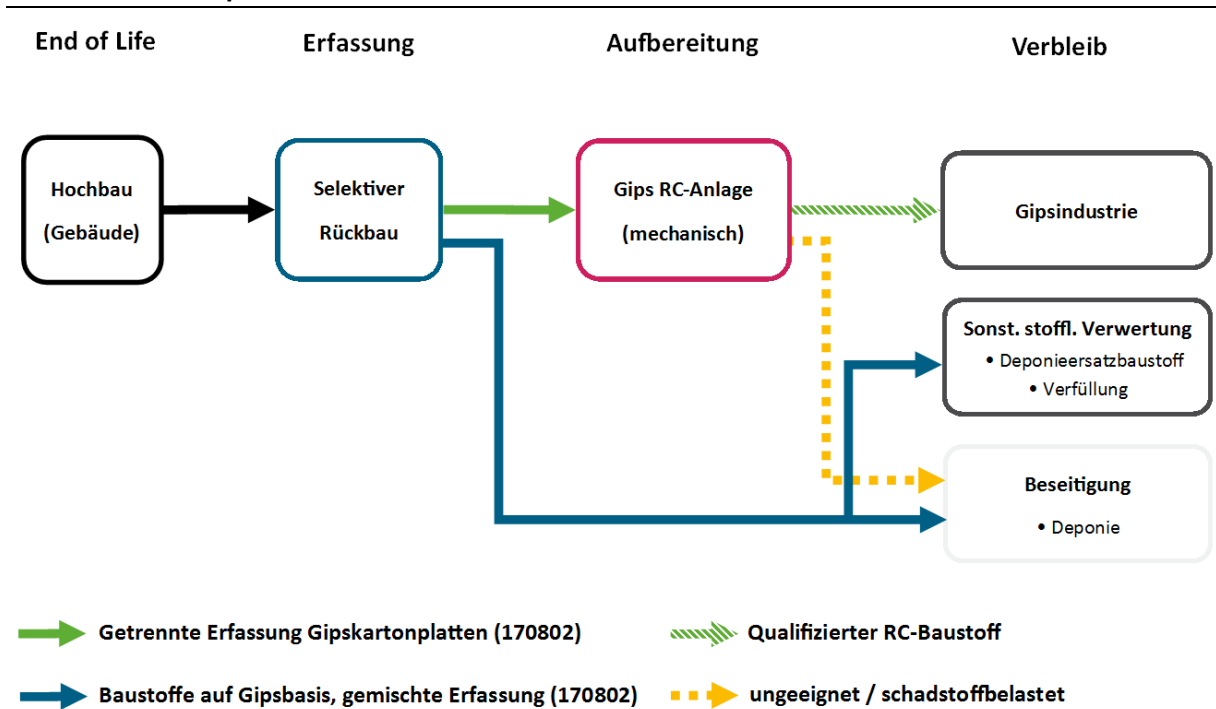 End of Life
Erfassung
Aufbereitung
Verbleib
Hochbau
(Gebäude)
Selektiver
Rückbau
Gips RC-Anlage
(mechanisch)
Gipsindustrie
Sonst. stoffl. Verwertung
• Deponieersatzbaustoff
• Verfüllung
Beseitigung
• Deponie
Getrennte Erfassung Gipskartonplatten (170802)
Qualifizierter RC-Baustoff
Baustoffe auf Gipsbasis, gemischte Erfassung (170802)
ungeeignet / schadstoffbelastet